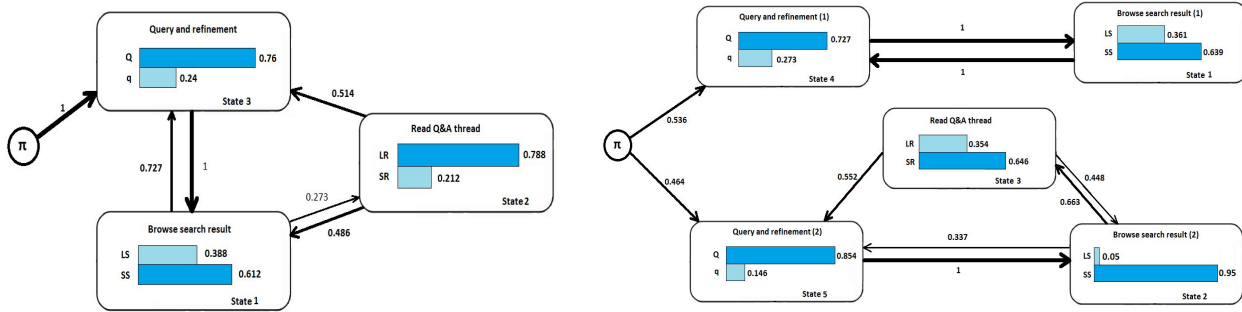 Query and refinement
Q 0.76
q 0.24
State 3
1
π
0.514
0.727
1
Read Q&A thread
LR 0.788
SR 0.212
State 2
0.273
0.486
Browse search result
LS 0.388
SS 0.612
State 1
Query and refinement (1)
Q 0.727
q 0.273
State 4
1
1
Browse search result (1)
LS 0.361
SS 0.639
State 1
π
0.536
0.464
Read Q&A thread
LR 0.354
SR 0.646
State 3
0.552
0.448
0.663
Query and refinement (2)
Q 0.854
q 0.146
State 5
0.337
1
Browse search result (2)
LS 0.05
SS 0.95
State 2